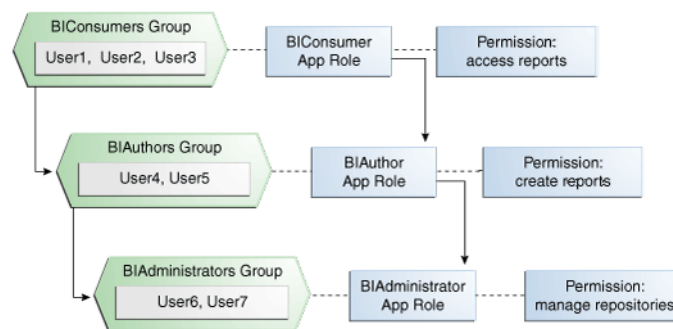 BIConsumers Group
User1, User2, User3
BIConsumer
App Role
Permission:
access reports
BIAuthors Group
User4, User5
BIAuthor
App Role
Permission:
create reports
BIAdministrators Group
User6, User7
BIAdministrator
App Role
Permission:
manage repositories